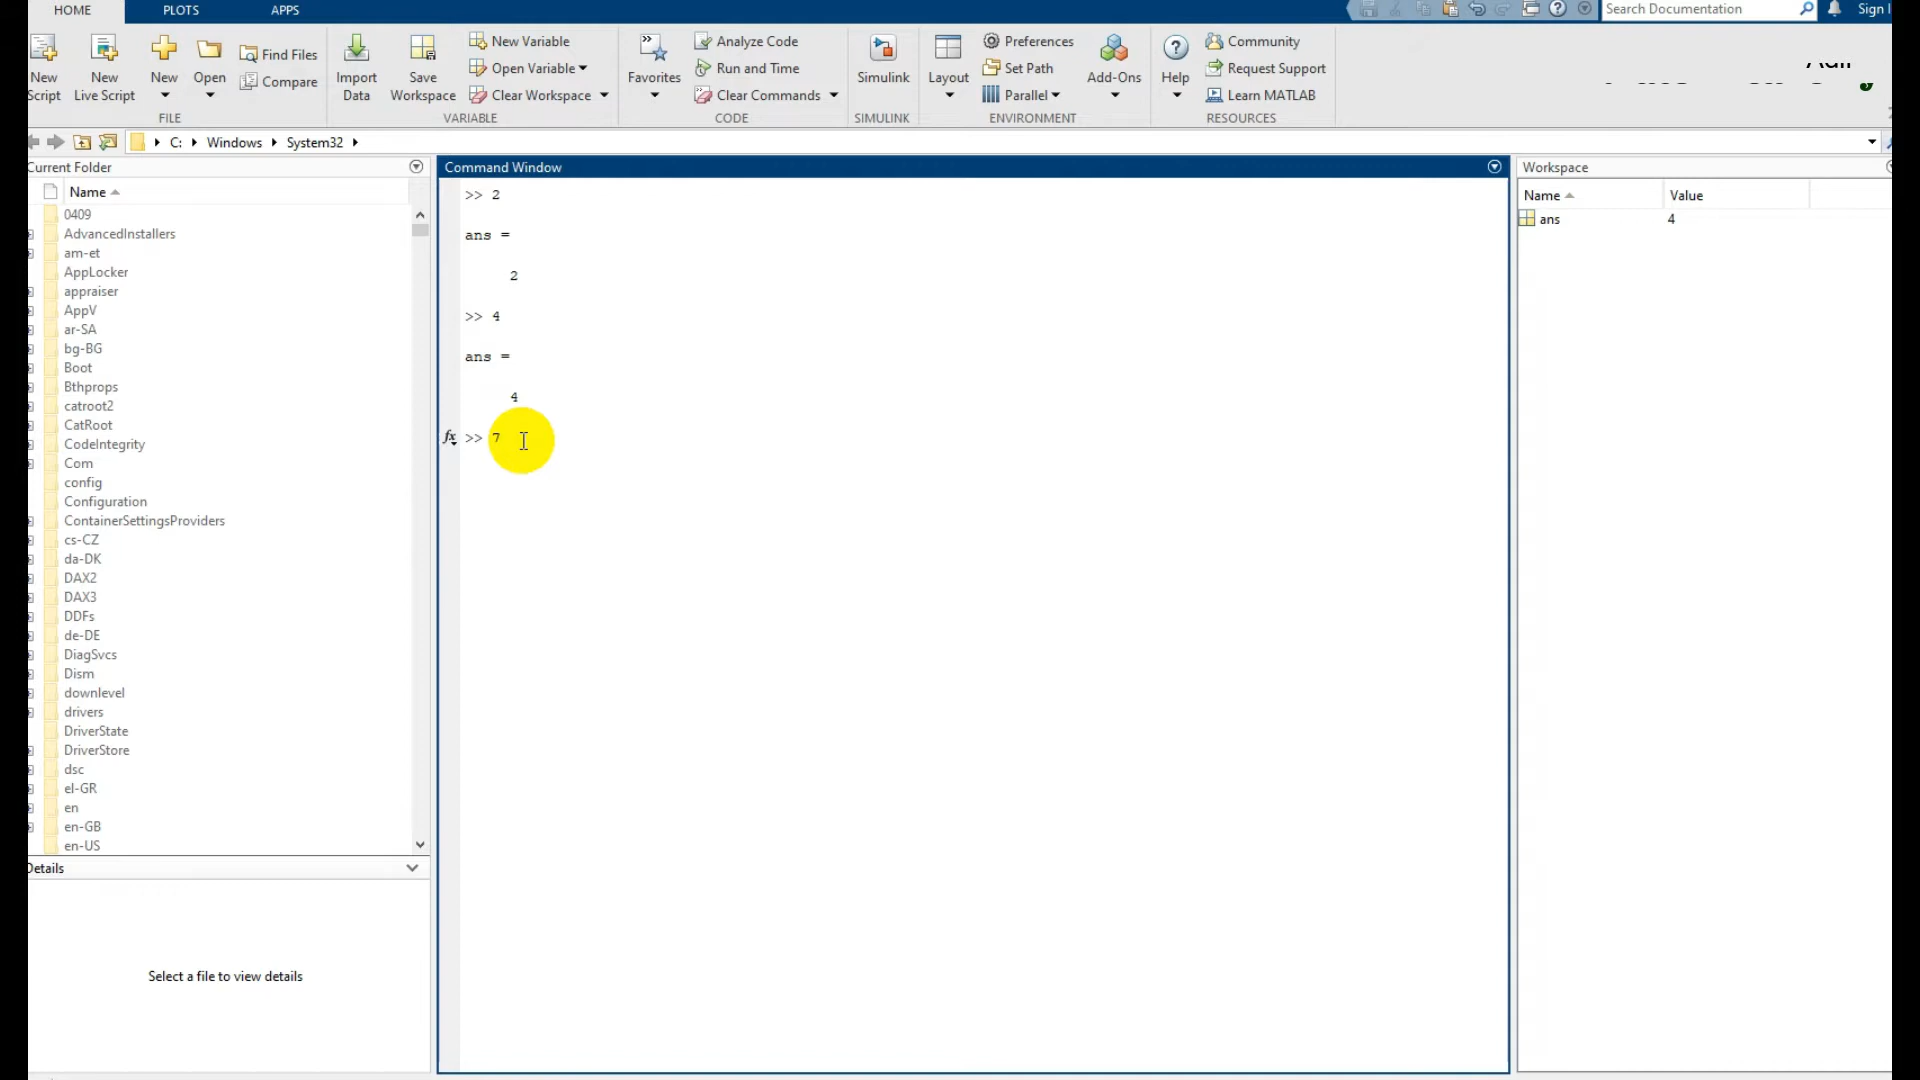 HOME PLOTS APPS
Search Documentation
Sign I
New Script
New Live Script
New
Open
Find Files
Compare
FILE
Import Data
Save Workspace
New Variable
Open Variable
Clear Workspace
VARIABLE
Favorites
Analyze Code
Run and Time
Clear Commands
CODE
Simulink
SIMULINK
Layout
Preferences
Set Path
Parallel
Add-Ons
ENVIRONMENT
Help
Community
Request Support
Learn MATLAB
RESOURCES
C: Windows System32
Current Folder
Name
0409
AdvancedInstallers
am-et
AppLocker
appraiser
AppV
ar-SA
bg-BG
Boot
Bthprops
catroot2
CatRoot
CodeIntegrity
Com
config
Configuration
ContainerSettingsProviders
cs-CZ
da-DK
DAX2
DAX3
DDFs
de-DE
DiagSvcs
Dism
downlevel
drivers
DriverState
DriverStore
dsc
el-GR
en
en-GB
en-US
Details
Select a file to view details
Command Window
>> 2
ans =
2
>> 4
ans =
4
fx >> 7
Workspace
Name Value
ans 4